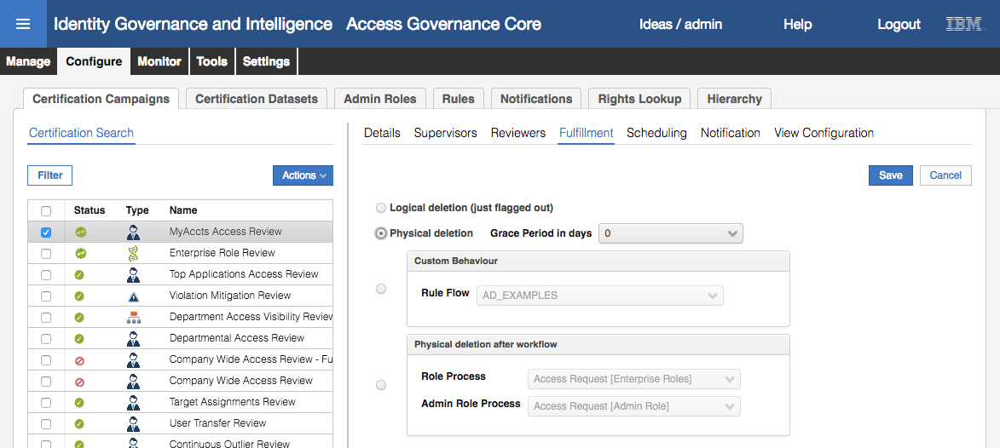 Identity Governance and Intelligence Access Governance Core Ideas / admin Help Logout IBM
Manage Configure Monitor Tools Settings
Certification Campaigns Certification Datasets Admin Roles Rules Notifications Rights Lookup Hierarchy
Certification Search
Details Supervisors Reviewers Fulfillment Scheduling Notification View Configuration
Filter Actions
Save Cancel
Status Type Name
MyAccts Access Review
Enterprise Role Review
Top Applications Access Review
Violation Mitigation Review
Department Access Visibility Review
Departmental Access Review
Company Wide Access Review - Fu
Company Wide Access Review
Target Assignments Review
User Transfer Review
Continuous Outlier Review
Logical deletion (just flagged out)
Physical deletion Grace Period in days 0
Custom Behaviour
Rule Flow AD_EXAMPLES
Physical deletion after workflow
Role Process Access Request [Enterprise Roles]
Admin Role Process Access Request [Admin Role]